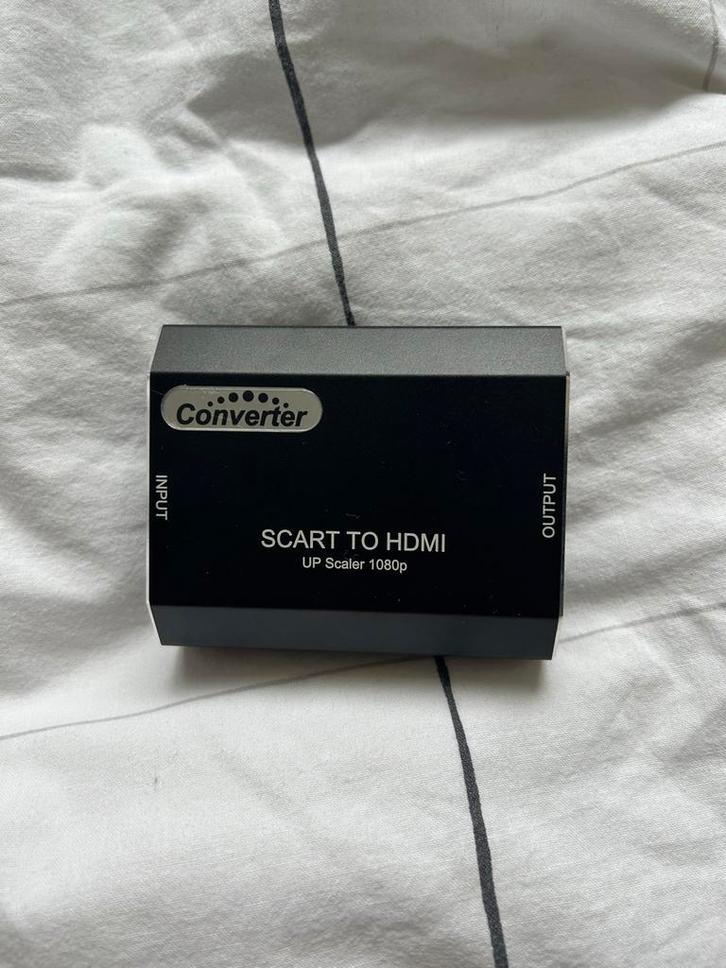 Converter
INPUT
OUTPUT
SCART TO HDMI
UP Scaler 1080p